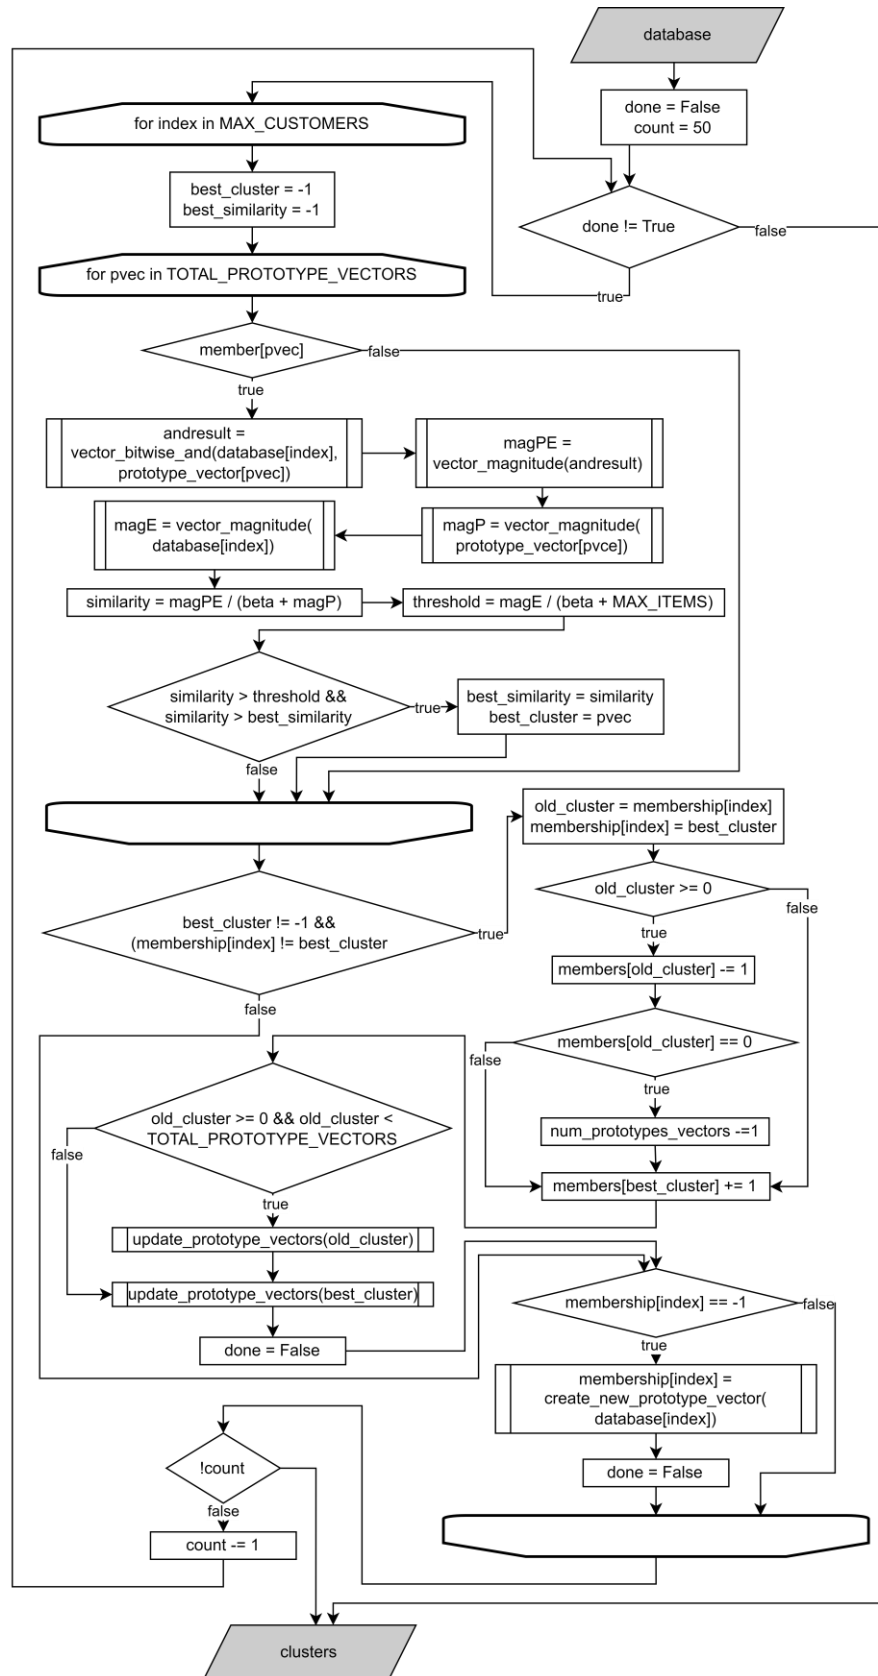 database
done = False
count = 50
done != True
false
true
for index in MAX_CUSTOMERS
best_cluster = -1
best_similarity = -1
for pvec in TOTAL_PROTOTYPE_VECTORS
member[pvec]
false
true
andresult =
vector_bitwise_and(database[index],
prototype_vector[pvec])
magPE =
vector_magnitude(andresult)
magP = vector_magnitude(
prototype_vector[pvce])
magE = vector_magnitude(
database[index])
similarity = magPE / (beta + magP)
threshold = magE / (beta + MAX_ITEMS)
similarity > threshold &&
similarity > best_similarity
true
best_similarity = similarity
best_cluster = pvec
false
best_cluster != -1 &&
(membership[index] != best_cluster
true
false
old_cluster = membership[index]
membership[index] = best_cluster
old_cluster >= 0
false
true
members[old_cluster] -= 1
members[old_cluster] == 0
false
true
num_prototypes_vectors -=1
members[best_cluster] += 1
old_cluster >= 0 && old_cluster <
TOTAL_PROTOTYPE_VECTORS
false
true
update_prototype_vectors(old_cluster)
update_prototype_vectors(best_cluster)
done = False
membership[index] == -1
false
true
membership[index] =
create_new_prototype_vector(
database[index])
done = False
!count
false
count -= 1
clusters